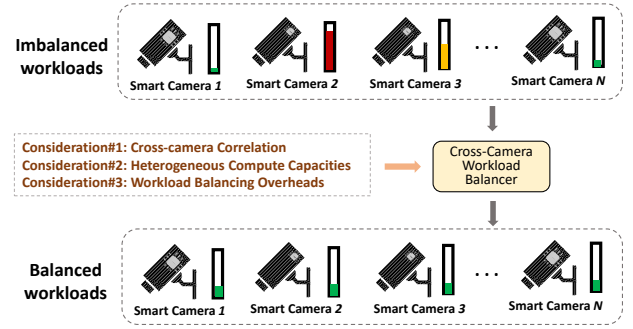 Imbalanced
workloads
Smart Camera 1
Smart Camera 2
Smart Camera 3
...
Smart Camera N
Consideration#1: Cross-camera Correlation
Consideration#2: Heterogeneous Compute Capacities
Consideration#3: Workload Balancing Overheads
Cross-Camera
Workload
Balancer
Balanced
workloads
Smart Camera 1
Smart Camera 2
Smart Camera 3
...
Smart Camera N